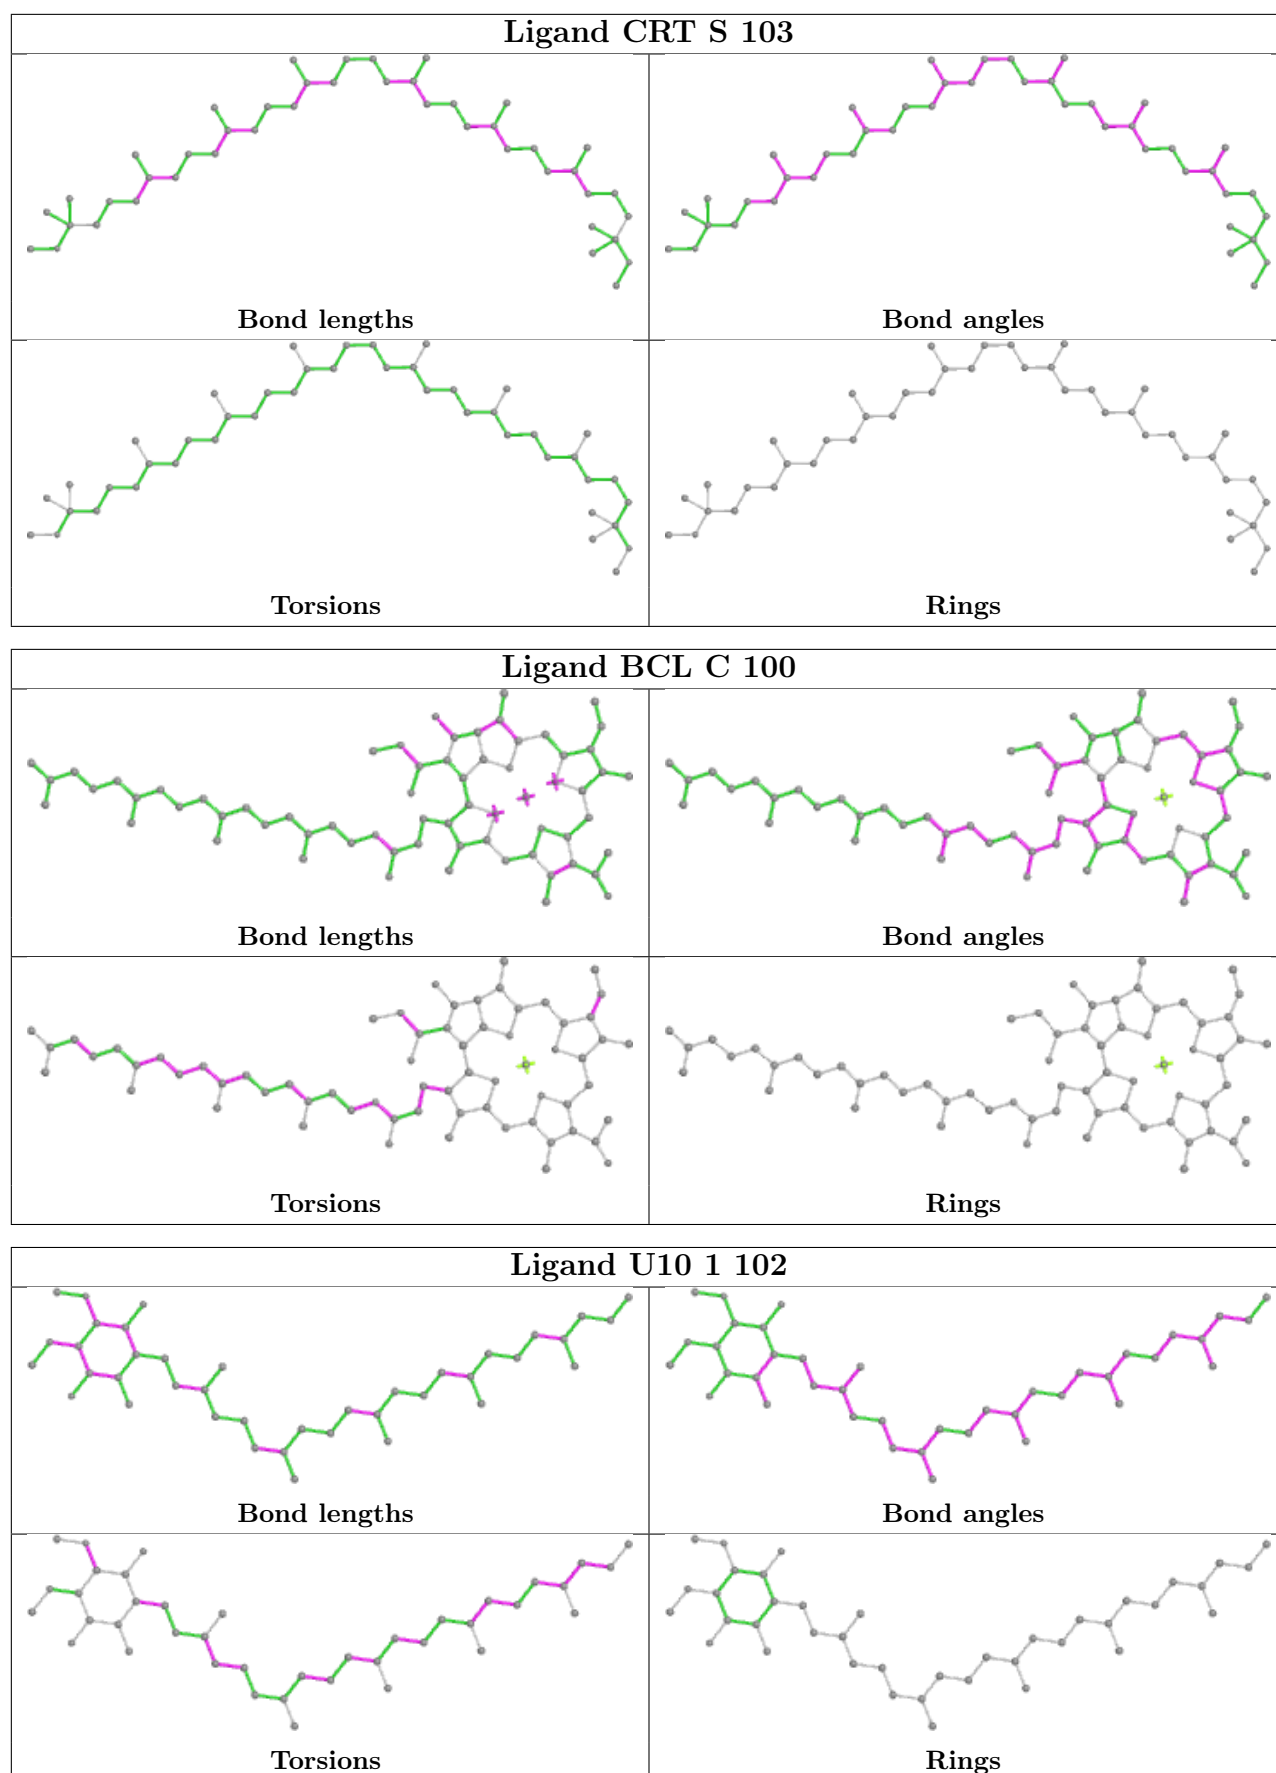 Ligand CRT S 103
Bond lengths
Bond angles
Torsions
Rings
Ligand BCL C 100
Bond lengths
Bond angles
Torsions
Rings
Ligand U10 1 102
Bond lengths
Bond angles
Torsions
Rings